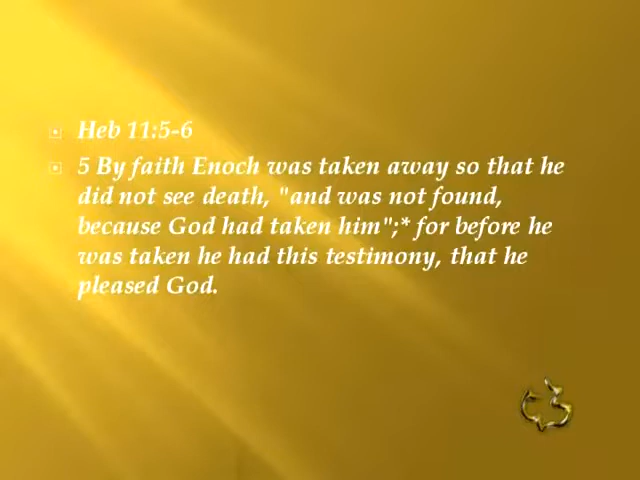 Heb 11:5-6
5 By faith Enoch was taken away so that he
did not see death, "and was not found,
because God had taken him";* for before he
was taken he had this testimony, that he
pleased God.